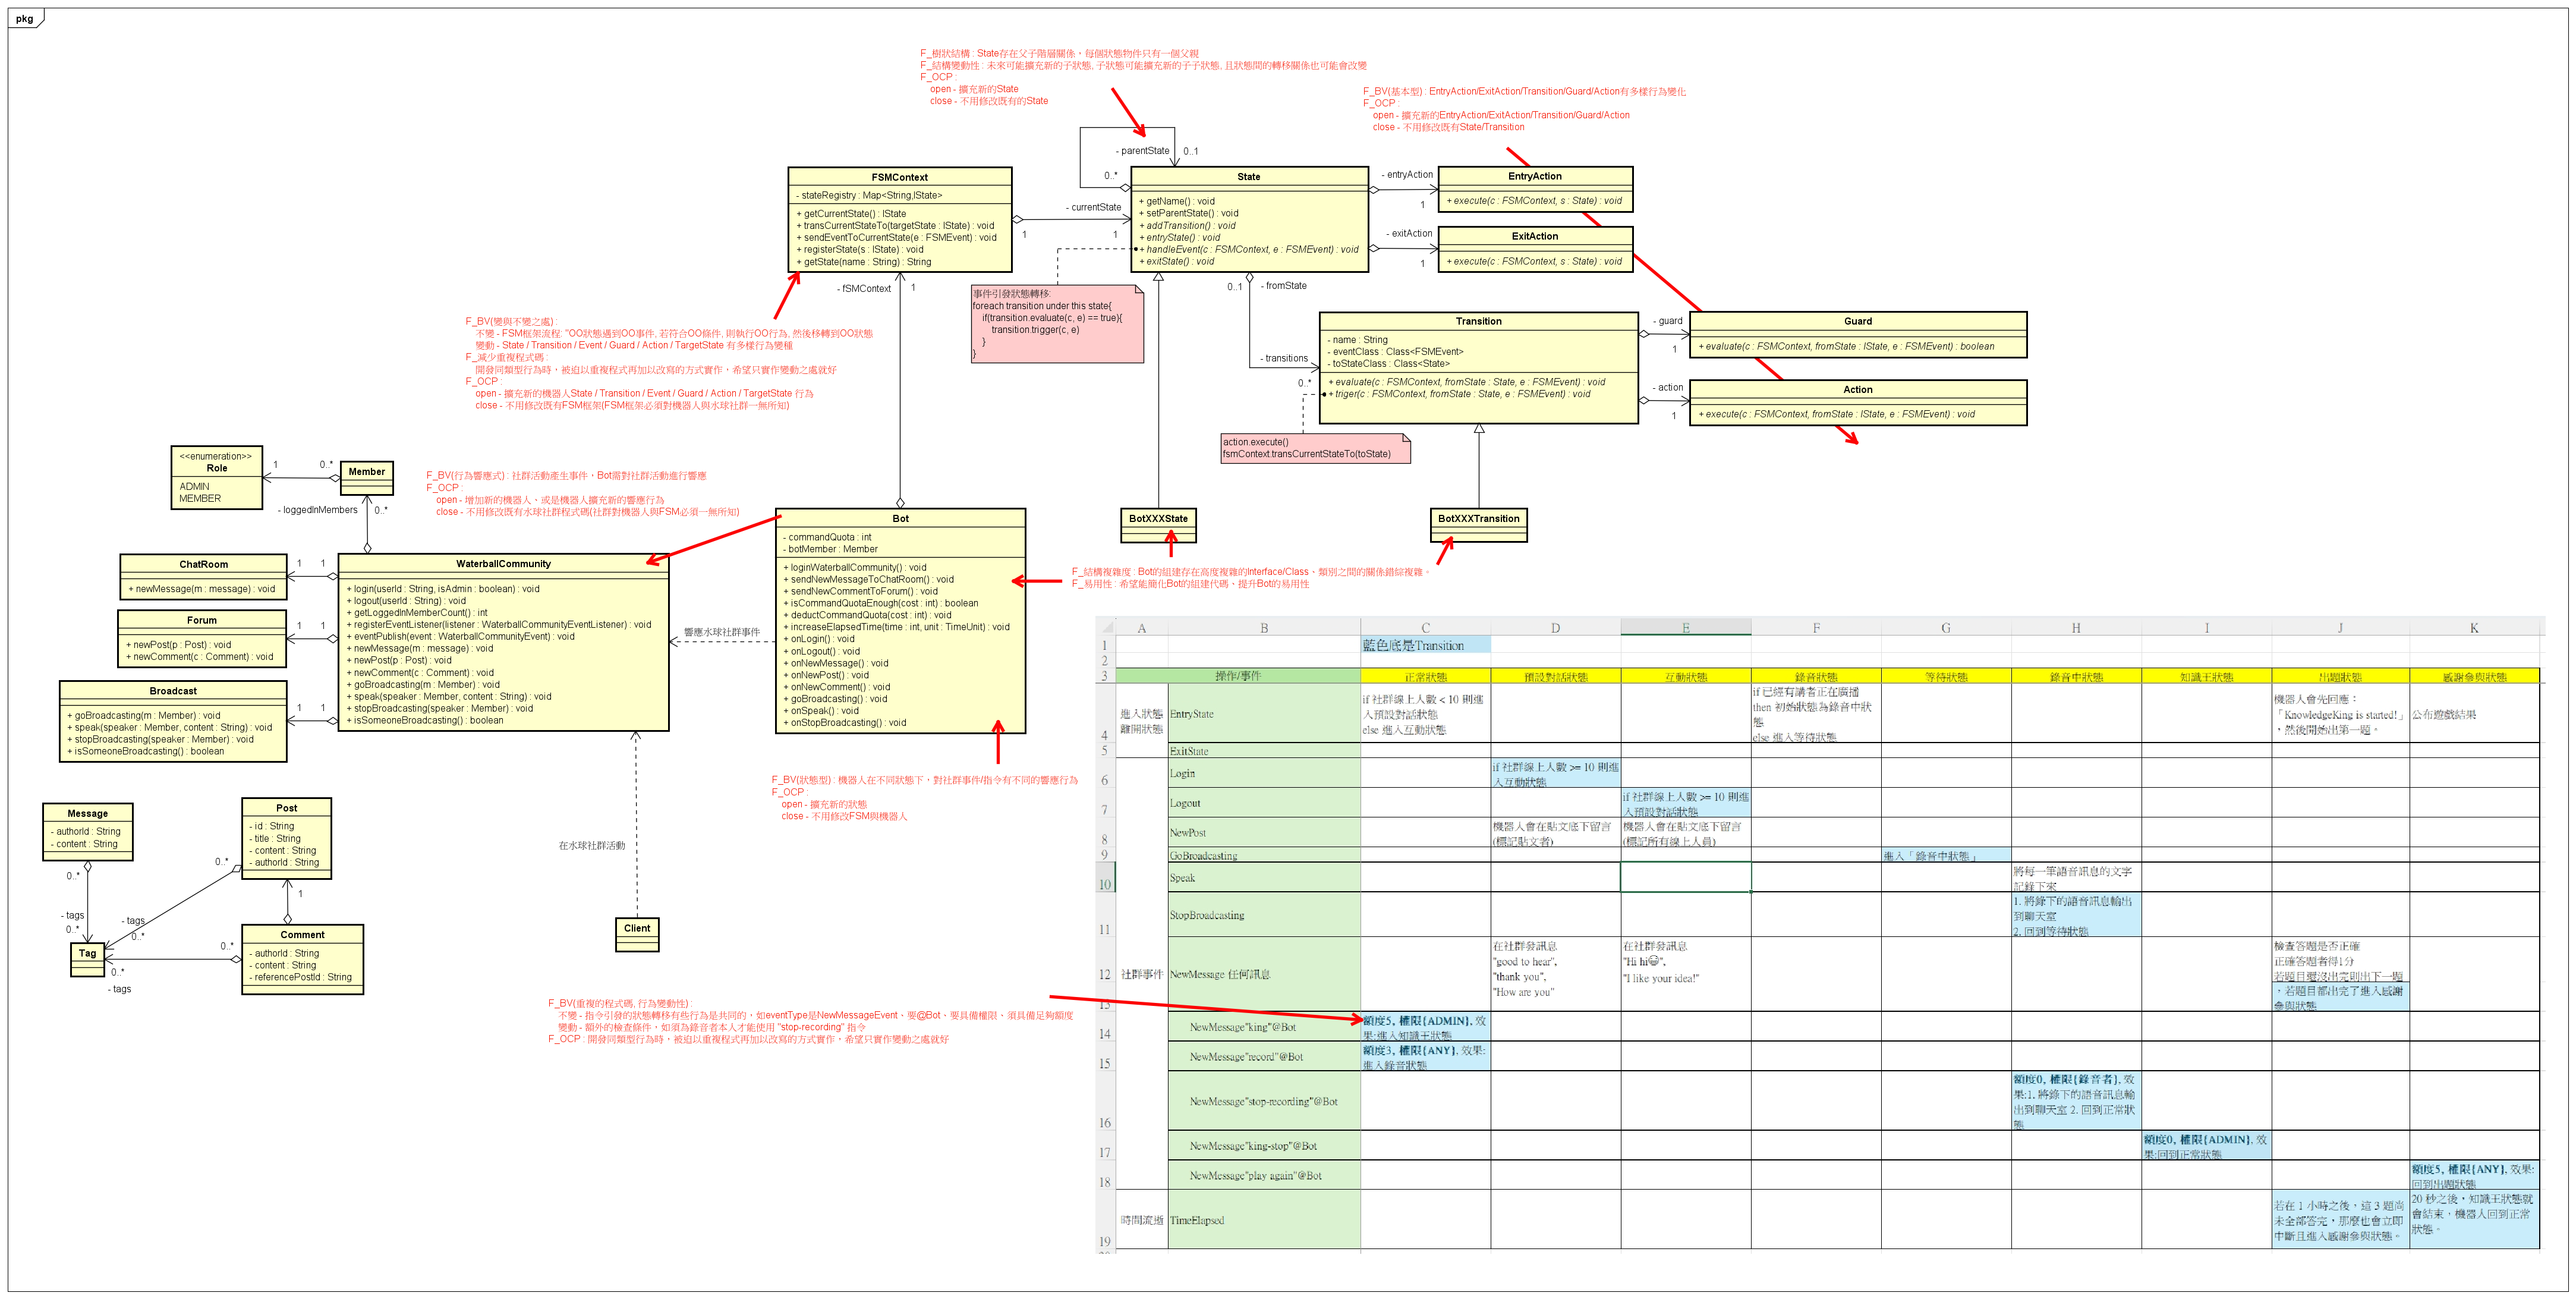 pkg
F_樹狀結構 : State存在父子階層關係，每個狀態物件只有一個父親
F_結構變動性 : 未來可能擴充新的子狀態, 子狀態可能擴充新的子子狀態, 且狀態間的轉移關係也可能會改變
F_OCP :
open - 擴充新的State
close - 不用修改既有的State
F_BV(基本型) : EntryAction/ExitAction/Transition/Guard/Action有多樣行為變化
F_OCP :
open - 擴充新的EntryAction/ExitAction/Transition/Guard/Action
close - 不用修改既有State/Transition
- parentState
0..1
0..*
FSMContext
- stateRegistry : Map<String,IState>
+ getCurrentState() : IState
+ transCurrentStateTo(targetState : IState) : void
+ sendEventToCurrentState(e : FSMEvent) : void
+ registerState(s : IState) : void
+ getState(name : String) : String
- currentState
1
1
State
+ getName() : void
+ setParentState() : void
+ addTransition() : void
+ entryState() : void
+ handleEvent(c : FSMContext, e : FSMEvent) : void
+ exitState() : void
- entryAction
1
EntryAction
+ execute(c : FSMContext, s : State) : void
- exitAction
1
ExitAction
+ execute(c : FSMContext, s : State) : void
- fSMContext
1
事件引發狀態轉移:
foreach transition under this state{
if(transition.evaluate(c, e) == true){
transition.trigger(c, e)
}
}
0..1
- fromState
- transitions
0..*
Transition
- name : String
- eventClass : Class<FSMEvent>
- toStateClass : Class<State>
+ evaluate(c : FSMContext, fromState : State, e : FSMEvent) : void
+ triger(c : FSMContext, fromState : State, e : FSMEvent) : void
- guard
1
Guard
+ evaluate(c : FSMContext, fromState : IState, e : FSMEvent) : boolean
- action
1
Action
+ execute(c : FSMContext, fromState : IState, e : FSMEvent) : void
action.execute()
fsmContext.transCurrentStateTo(toState)
F_BV(變與不變之處) :
不變 - FSM框架流程: "OO狀態遇到OO事件, 若符合OO條件, 則執行OO行為, 然後移轉到OO狀態
變動 - State / Transition / Event / Guard / Action / TargetState 有多樣行為變種
F_減少重複程式碼 :
開發同類型行為時，被迫以重複程式再加以改寫的方式實作，希望只實作變動之處就好
F_OCP :
open - 擴充新的機器人State / Transition / Event / Guard / Action / TargetState 行為
close - 不用修改既有FSM框架(FSM框架必須對機器人與水球社群一無所知)
<<enumeration>>
Role
ADMIN
MEMBER
1
0..*
Member
- loggedInMembers
0..*
F_BV(行為響應式) : 社群活動產生事件，Bot需對社群活動進行響應
F_OCP :
open - 增加新的機器人、或是機器人擴充新的響應行為
close - 不用修改既有水球社群程式碼(社群對機器人與FSM必須一無所知)
Bot
- commandQuota : int
- botMember : Member
+ loginWaterballCommunity() : void
+ sendNewMessageToChatRoom() : void
+ sendNewCommentToForum() : void
+ isCommandQuotaEnough(cost : int) : boolean
+ deductCommandQuota(cost : int) : void
+ increaseElapsedTime(time : int, unit : TimeUnit) : void
+ onLogin() : void
+ onLogout() : void
+ onNewMessage() : void
+ onNewPost() : void
+ onNewComment() : void
+ goBroadcasting() : void
+ onSpeak() : void
+ onStopBroadcasting() : void
BotXXXState
BotXXXTransition
F_結構複雜度 : Bot的組建存在高度複雜的Interface/Class、類別之間的關係錯綜複雜。
F_易用性 : 希望能簡化Bot的組建代碼、提升Bot的易用性
ChatRoom
+ newMessage(m : message) : void
1
1
Forum
+ newPost(p : Post) : void
+ newComment(c : Comment) : void
1
1
Broadcast
+ goBroadcasting(m : Member) : void
+ speak(speaker : Member, content : String) : void
+ stopBroadcasting(speaker : Member) : void
+ isSomeoneBroadcasting() : boolean
1
1
WaterballCommunity
+ login(userId : String, isAdmin : boolean) : void
+ logout(userId : String) : void
+ getLoggedInMemberCount() : int
+ registerEventListener(listener : WaterballCommunityEventListener) : void
+ eventPublish(event : WaterballCommunityEvent) : void
+ newMessage(m : message) : void
+ newPost(p : Post) : void
+ newComment(c : Comment) : void
+ goBroadcasting(m : Member) : void
+ speak(speaker : Member, content : String) : void
+ stopBroadcasting(speaker : Member) : void
+ isSomeoneBroadcasting() : boolean
響應水球社群事件
F_BV(狀態型) : 機器人在不同狀態下，對社群事件/指令有不同的響應行為
F_OCP :
open - 擴充新的狀態
close - 不用修改FSM與機器人
在水球社群活動
Client
Message
- authorId : String
- content : String
0..*
- tags
0..*
Post
- id : String
- title : String
- content : String
- authorId : String
0..*
- tags
0..*
1
Tag
Comment
- authorId : String
- content : String
- referencePostId : String
0..*
0..*
- tags
F_BV(重複的程式碼, 行為變動性) :
不變 - 指令引發的狀態轉移有些行為是共同的，如eventType是NewMessageEvent、要@Bot、要具備權限、須具備足夠額度
變動 - 額外的檢查條件，如須為錄音者本人才能使用 "stop-recording" 指令
F_OCP : 開發同類型行為時，被迫以重複程式再加以改寫的方式實作，希望只實作變動之處就好
A B C D E F G H I J K
1 藍色底是Transition
2
3 操作/事件 正常狀態 預設對話狀態 互動狀態 錄音狀態 等待狀態 錄音中狀態 知識王狀態 出題狀態 感謝參與狀態
4
進入狀態
離開狀態
EntryState
if 社群線上人數 < 10 則進
入預設對話狀態
else 進入互動狀態
if 已經有講者正在廣播
then 初始狀態為錄音中狀
態
else 進入等待狀態
機器人會先回應：
「KnowledgeKing is started!」
，然後開始出第一題。
公布遊戲結果
5 ExitState
6 Login
if 社群線上人數 >= 10 則進
入互動狀態
7 Logout
if 社群線上人數 >= 10 則進
入預設對話狀態
8 NewPost
機器人會在貼文底下留言
(標記貼文者)
機器人會在貼文底下留言
(標記所有線上人員)
9 GoBroadcasting 進入「錄音中狀態」
10 Speak
將每一筆語音訊息的文字
記錄下來
11 StopBroadcasting
1. 將錄下的語音訊息輸出
到聊天室
2. 回到等待狀態
12 社群事件 NewMessage 任何訊息
在社群發訊息
"good to hear",
"thank you",
"How are you"
在社群發訊息
"Hi hi😁",
"I like your idea!"
檢查答題是否正確
正確答題者得1分
若題目還沒出完則出下一題
，若題目都出完了進入感謝
參與狀態
13
14 NewMessage"king"@Bot
額度5, 權限{ADMIN}, 效
果:進入知識王狀態
15 NewMessage"record"@Bot
額度3, 權限{ANY}, 效果:
進入錄音狀態
16 NewMessage"stop-recording"@Bot
額度0, 權限{錄音者}, 效
果:1. 將錄下的語音訊息輸
出到聊天室 2. 回到正常狀
態
17 NewMessage"king-stop"@Bot
額度0, 權限{ADMIN}, 效
果:回到正常狀態
18 NewMessage"play again"@Bot
額度5, 權限{ANY}, 效果:
回到出題狀態
19 時間流逝 TimeElapsed
若在 1 小時之後，這 3 題尚
未全部答完，那麼也會立即
中斷且進入感謝參與狀態。
20 秒之後，知識王狀態就
會結束，機器人回到正常
狀態。